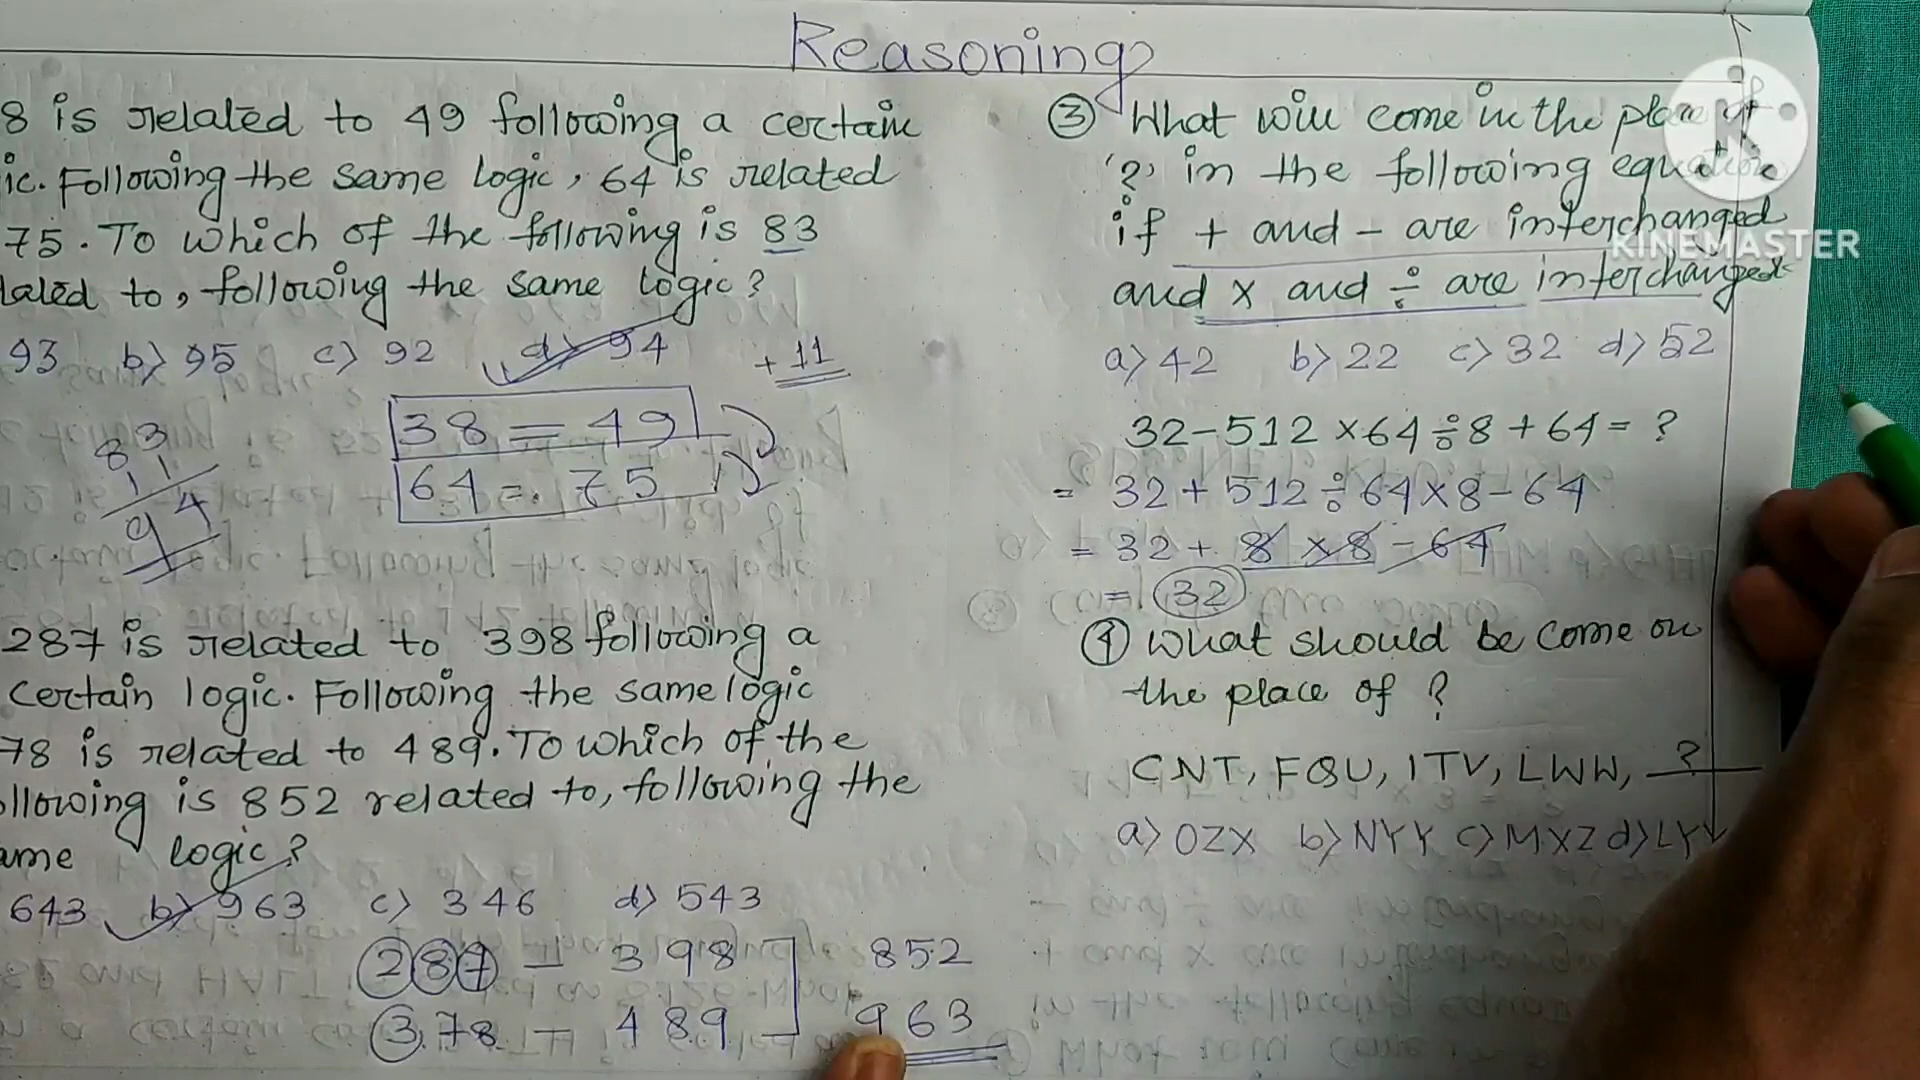 Reasoning
8 is related to 49 following a certain
ic. Following the same logic, 64 is related
75. To which of the following is 83
lated to, following the same logic?
93 b) 95 c) 92 d) 94 +11
83
11
94
38 = 49
64 = 75
287 is related to 398 following a
certain logic. Following the same logic
78 is related to 489. To which of the
ollowing is 852 related to, following the
ame logic?
643 b) 963 c) 346 d) 543
287 - 398 852
378 - 489 963
③ What will come in the place of
'?' in the following equation
if + and - are interchanged
and x and ÷ are interchanged
a) 42 b) 22 c) 32 d) 52
32-512 x64÷8+64= ?
= 32+512÷64x8-64
= 32+ 8 x8-64
= 32
④ What should be come on
the place of ?
CNT, FQU, ITV, LWW, ?
a) OZX b) NYY c) MXZ d) LY
KINEMASTER